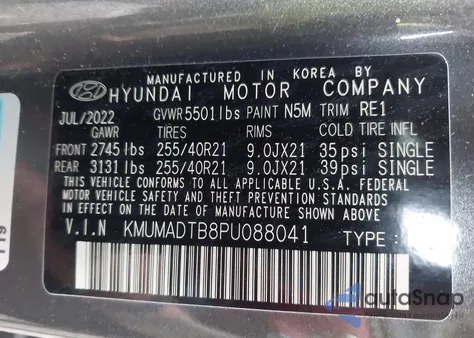 MANUFACTURED IN KOREA BY
HYUNDAI MOTOR COMPANY
JUL/2022 GVWR 5501lbs PAINT N5M TRIM RE1
GAWR TIRES RIMS COLD TIRE INFL
FRONT 2745lbs 255/40R21 9.0JX21 35psi SINGLE
REAR 3131lbs 255/40R21 9.0JX21 39psi SINGLE
THIS VEHICLE CONFORMS TO ALL APPLICABLE U.S.A. FEDERAL
MOTOR VEHICLE SAFETY AND THEFT PREVENTION STANDARDS
IN EFFECT ON THE DATE OF MANUFACTURE SHOWN ABOVE.
V.I.N KMUMADTB8PU088041 TYPE :
119
autoSnap